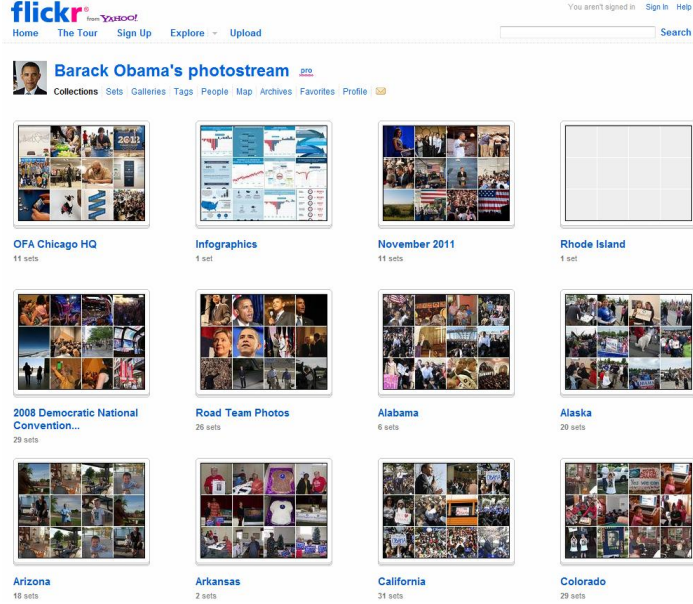 flickr from YAHOO!
You aren't signed in Sign In Help
Home The Tour Sign Up Explore Upload
Search
Barack Obama's photostream pro
Collections Sets Galleries Tags People Map Archives Favorites Profile
OFA Chicago HQ
11 sets
Infographics
1 set
November 2011
11 sets
Rhode Island
1 set
2008 Democratic National
Convention...
29 sets
Road Team Photos
26 sets
Alabama
6 sets
Alaska
20 sets
Arizona
18 sets
Arkansas
2 sets
California
31 sets
Colorado
29 sets